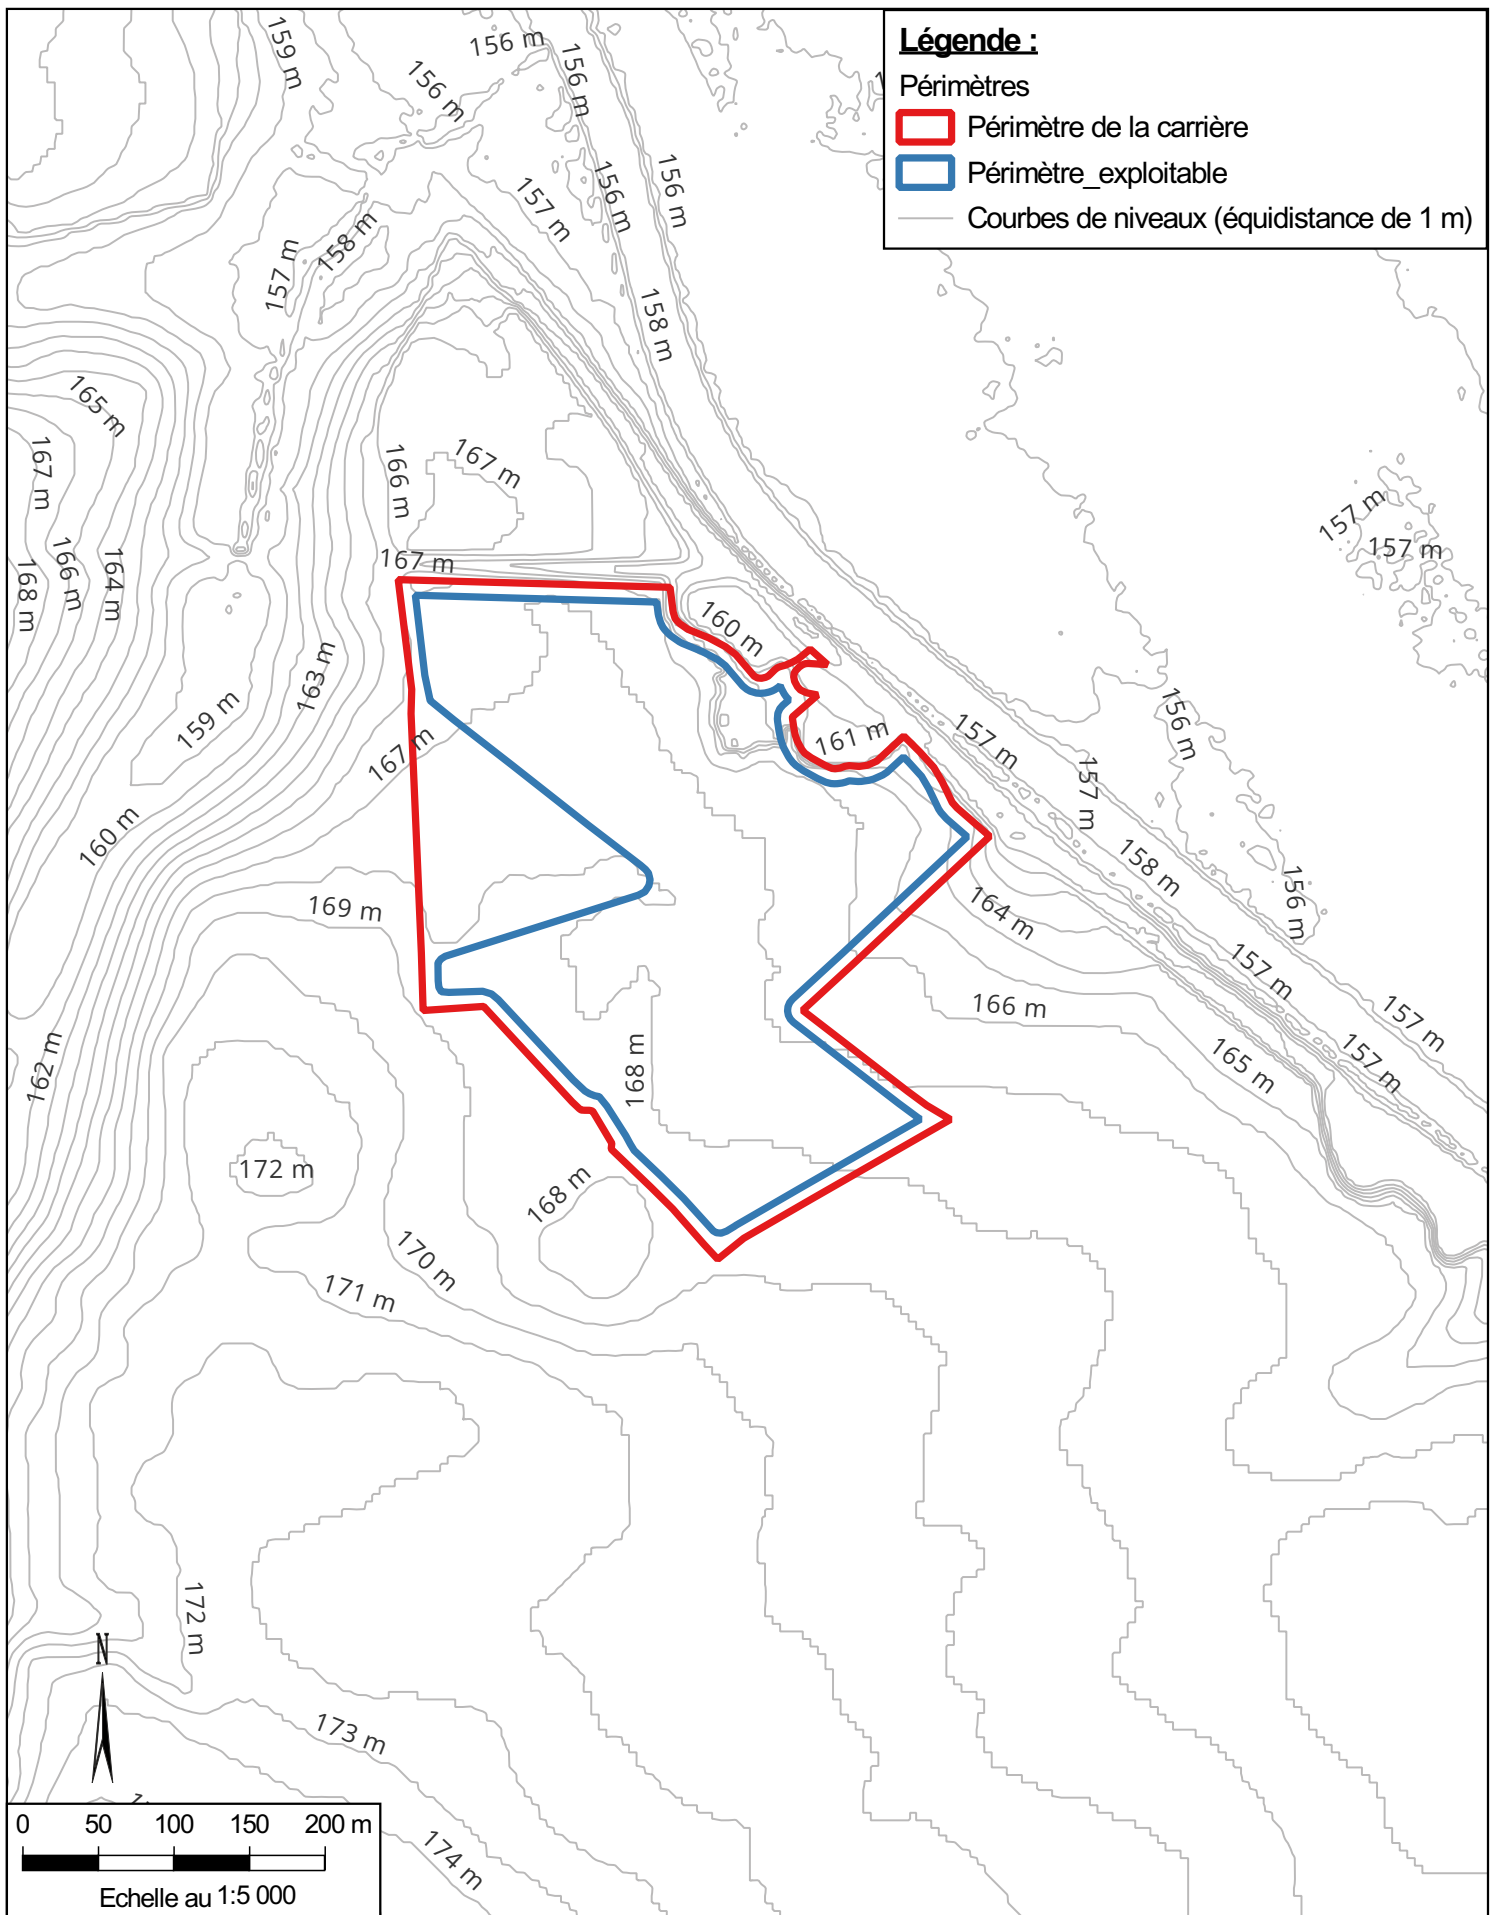 Légende :
Périmètres
Périmètre de la carrière
Périmètre_exploitable
Courbes de niveaux (équidistance de 1 m)
159 m
156 m
156 m
156 m
156 m
156 m
157 m
158 m
157 m
158 m
165 m
167 m
166 m
167 m
157 m
157 m
168 m
166 m
164 m
167 m
160 m
163 m
159 m
167 m
161 m
157 m
156 m
157 m
160 m
158 m
169 m
164 m
156 m
157 m
166 m
157 m
162 m
168 m
165 m
157 m
172 m
168 m
170 m
171 m
172 m
N
173 m
174 m
0 50 100 150 200 m
Echelle au 1:5 000